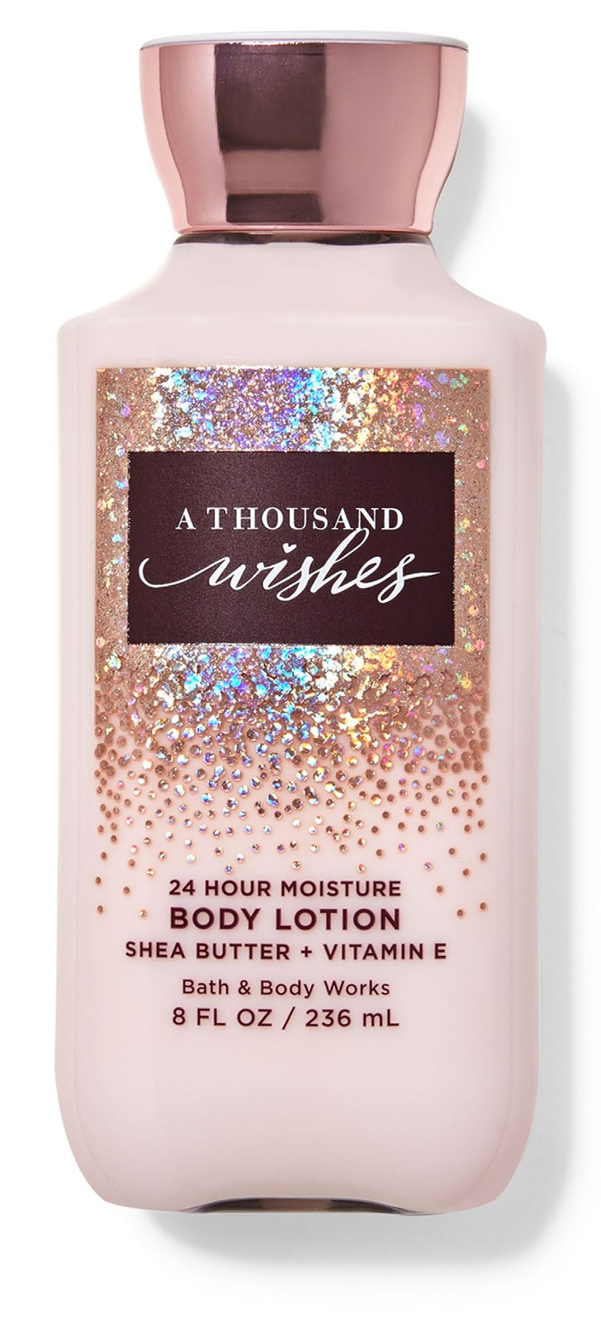 A THOUSAND
wishes
24 HOUR MOISTURE
BODY LOTION
SHEA BUTTER + VITAMIN E
Bath & Body Works
8 FL OZ / 236 mL